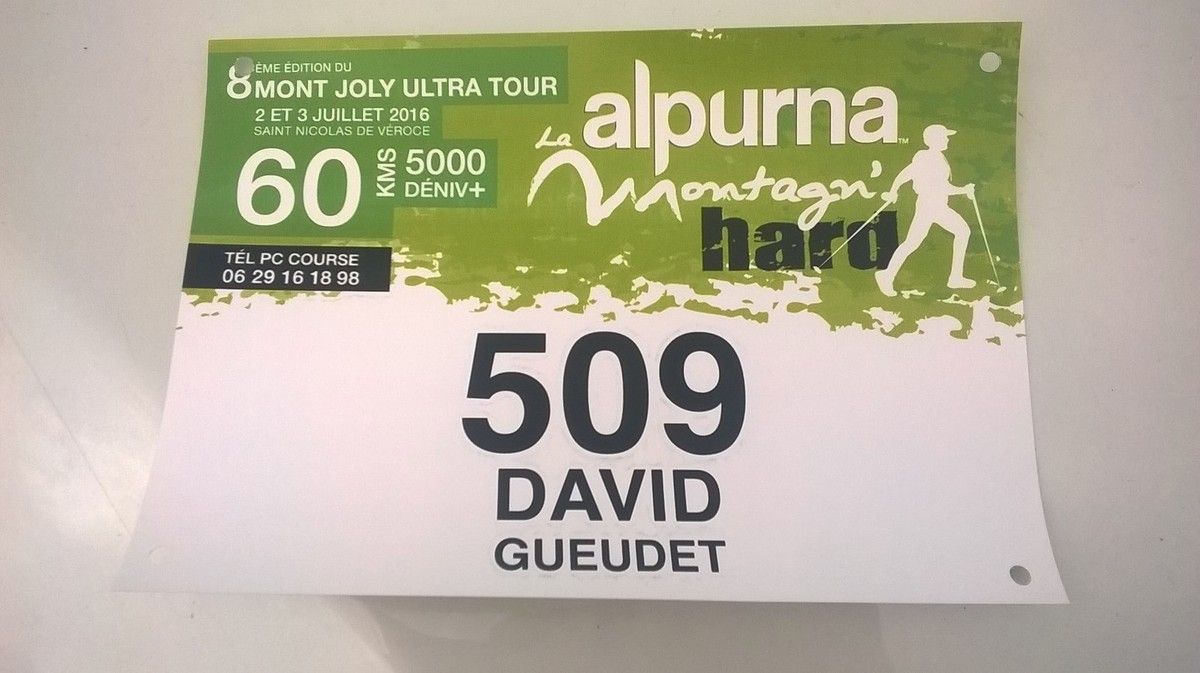 8ÈME ÉDITION DU
MONT JOLY ULTRA TOUR
2 ET 3 JUILLET 2016
SAINT NICOLAS DE VÉROCE
60 KMS
5000
DÉNIV+
TÉL PC COURSE
06 29 16 18 98
alpurna™
La Montagn'
hard
509
DAVID
GUEUDET